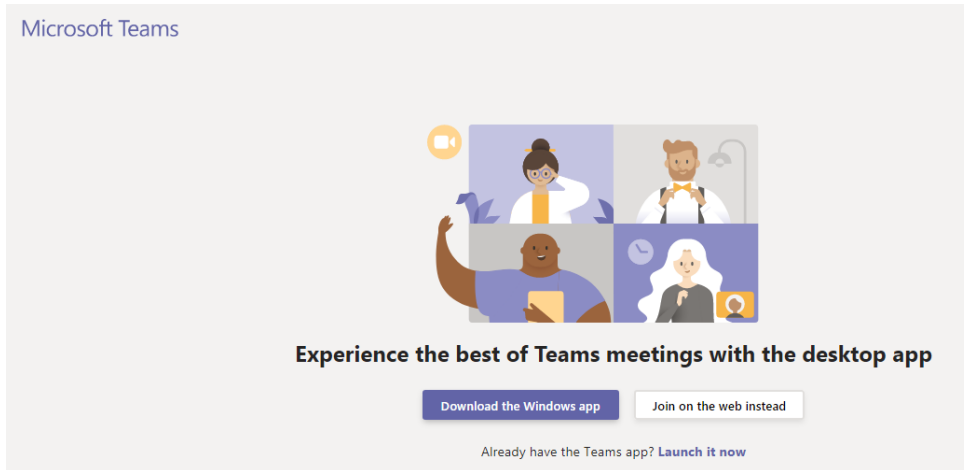 Microsoft Teams
Experience the best of Teams meetings with the desktop app
Download the Windows app
Join on the web instead
Already have the Teams app? Launch it now